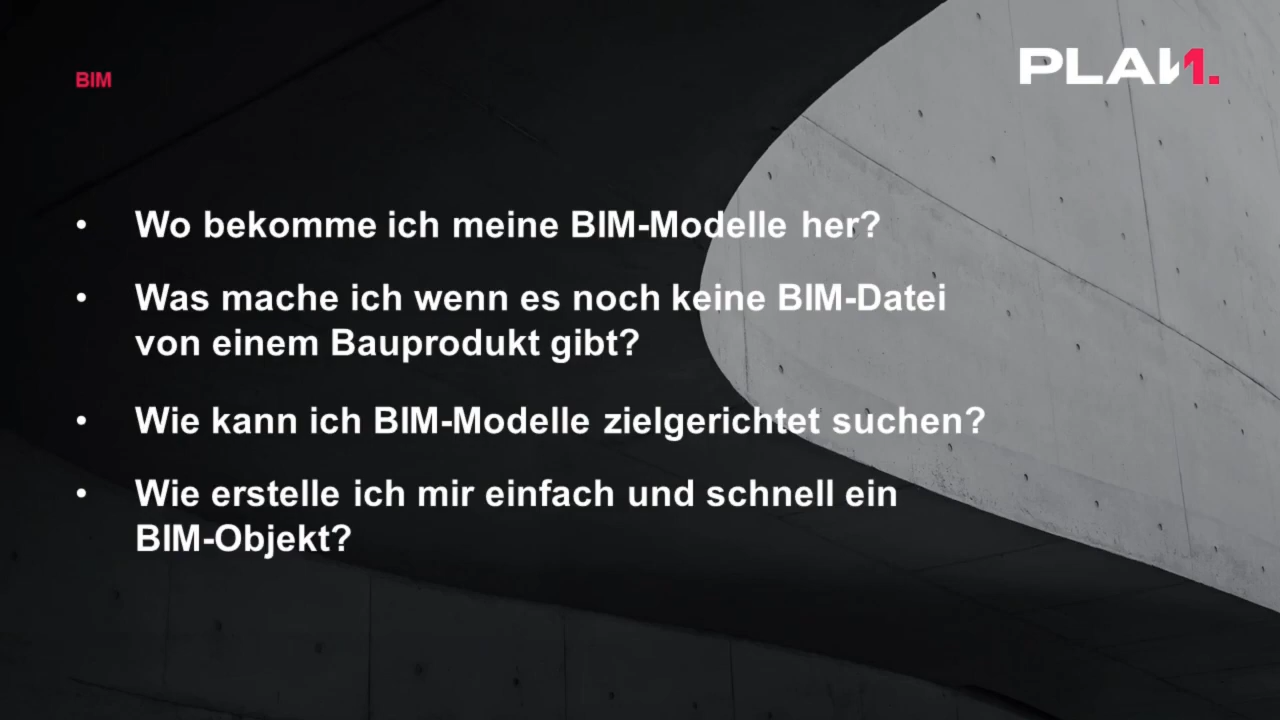 BIM
PLAN1.
• Wo bekomme ich meine BIM-Modelle her?
• Was mache ich wenn es noch keine BIM-Datei
von einem Bauprodukt gibt?
• Wie kann ich BIM-Modelle zielgerichtet suchen?
• Wie erstelle ich mir einfach und schnell ein
BIM-Objekt?